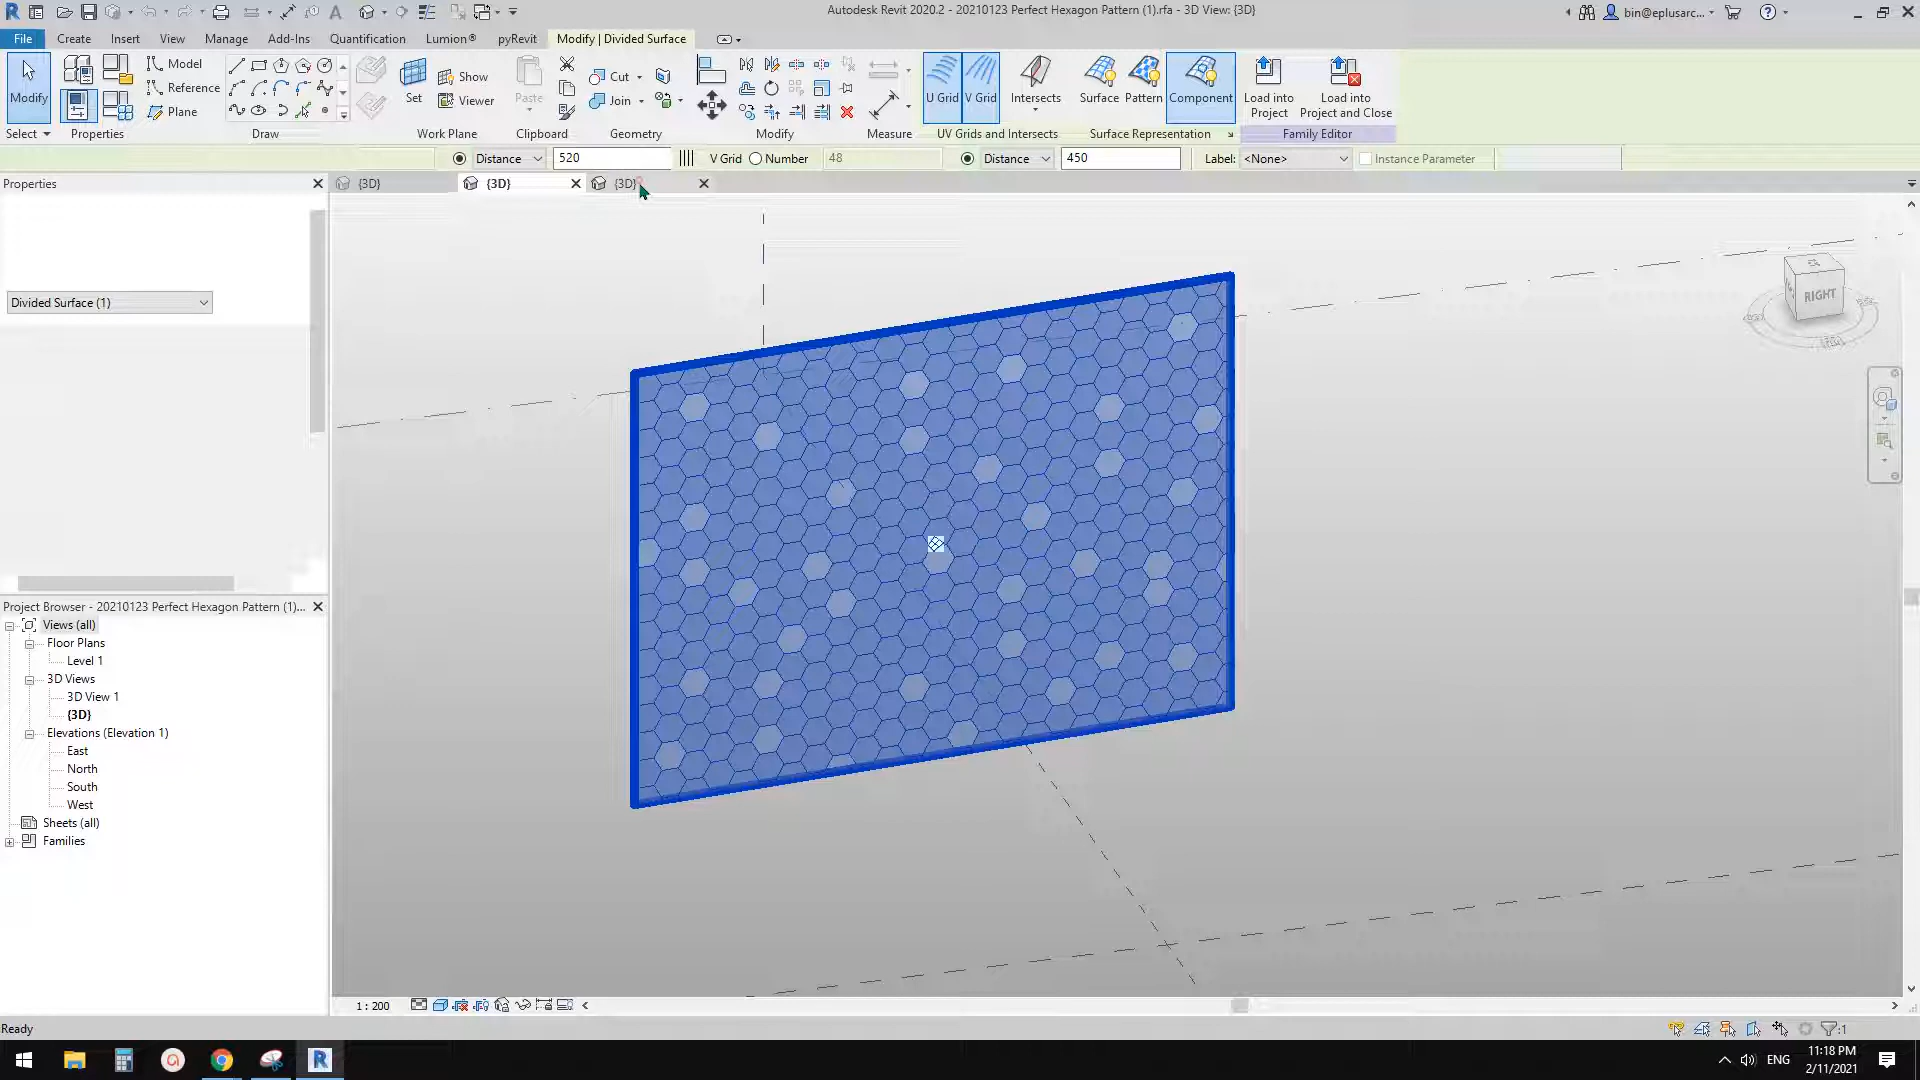 Autodesk Revit 2020.2 - 20210123 Perfect Hexagon Pattern (1).rfa - 3D View: {3D}
bin@eplusarc...
File Create Insert View Manage Add-Ins Quantification Lumion® pyRevit Modify | Divided Surface
Modify
Model
Reference
Plane
Set
Show
Viewer
Paste
Cut
Join
U Grid V Grid Intersects Surface Pattern Component
Load into Project
Load into Project and Close
Select Properties Draw Work Plane Clipboard Geometry Modify Measure UV Grids and Intersects Surface Representation Family Editor
Distance 520 V Grid Number 48 Distance 450 Label: <None> Instance Parameter
Properties
{3D} {3D} {3D}
RIGHT
Divided Surface (1)
Project Browser - 20210123 Perfect Hexagon Pattern (1)...
Views (all)
Floor Plans
Level 1
3D Views
3D View 1
{3D}
Elevations (Elevation 1)
East
North
South
West
Sheets (all)
Families
1 : 200
Ready
:1
ENG
11:18 PM
2/11/2021